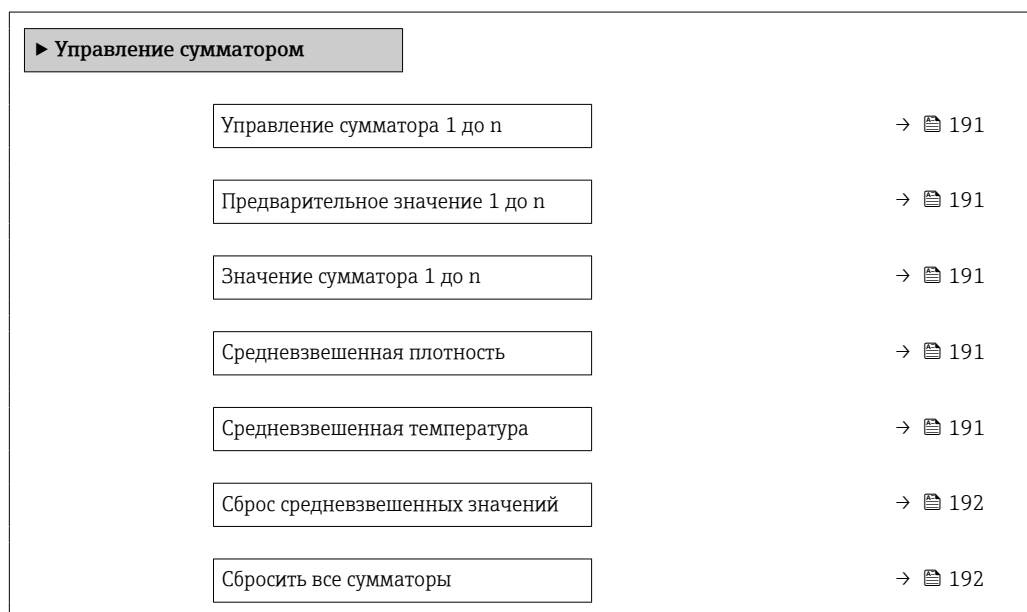 ► Управление сумматором
Управление сумматора 1 до n → 191
Предварительное значение 1 до n → 191
Значение сумматора 1 до n → 191
Средневзвешенная плотность → 191
Средневзвешенная температура → 191
Сброс средневзвешенных значений → 192
Сбросить все сумматоры → 192